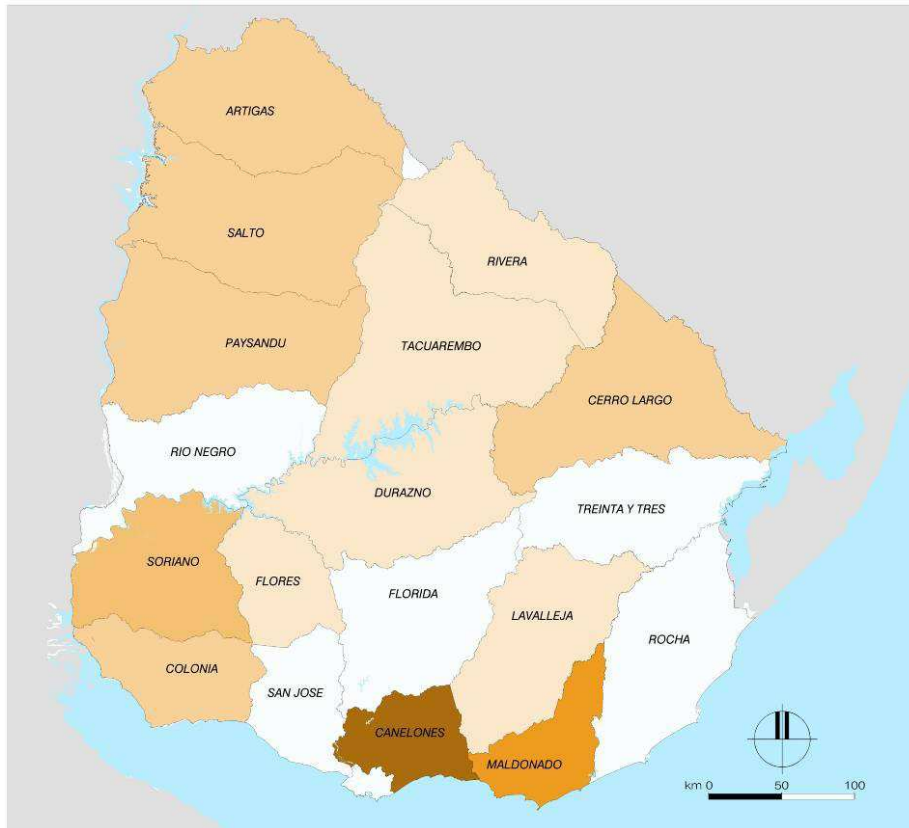 ARTIGAS
SALTO
RIVERA
PAYSANDU
TACUAREMBO
CERRO LARGO
RIO NEGRO
DURAZNO
TREINTA Y TRES
SORIANO
FLORES
FLORIDA
LAVALLEJA
ROCHA
COLONIA
SAN JOSE
CANELONES
MALDONADO
km 0 50 100